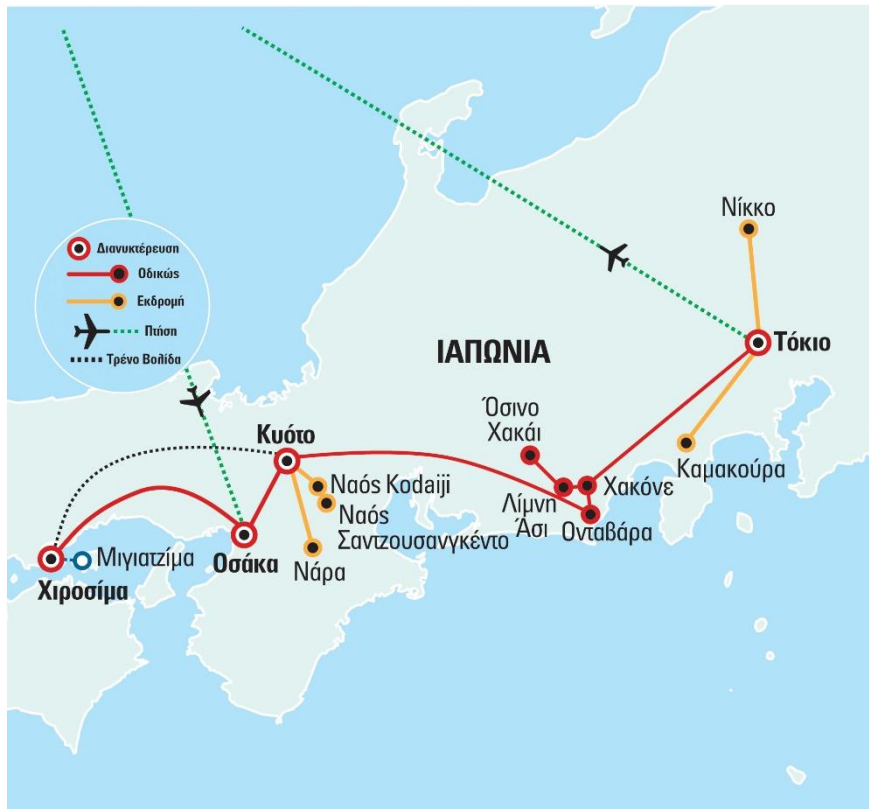 Νίκκο
Διανυκτέρευση
Οδικώς
Εκδρομή
Πτήση
Τρένο Βολίδα
ΙΑΠΩΝΙΑ
Τόκιο
Όσινο
Χακάι
Κυότο
Καμακούρα
Ναός Kodaiji
Χακόνε
Λίμνη
Άσι
Ναός
Σαντζουσανγκέντο
Ονταβάρα
Μιγιατζίμα
Οσάκα
Νάρα
Χιροσίμα